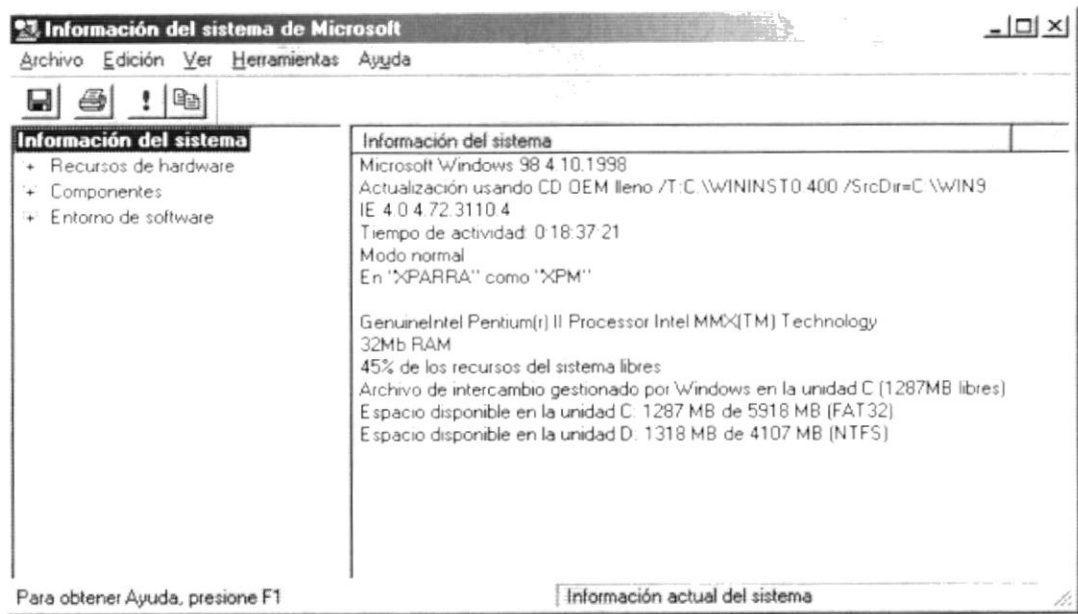 Información del sistema de Microsoft
Archivo Edición Ver Herramientas Ayuda
Información del sistema
Recursos de hardware
Componentes
Entorno de software
Información del sistema
Microsoft Windows 98 4.10.1998
Actualización usando CD OEM lleno /T:C:\WININST0.400 /SrcDir=C:\WIN9
IE 4.0 4.72.3110.4
Tiempo de actividad: 0:18:37:21
Modo normal
En "XPARRA" como "XPM"
GenuineIntel Pentium(r) II Processor Intel MMX(TM) Technology
32Mb RAM
45% de los recursos del sistema libres
Archivo de intercambio gestionado por Windows en la unidad C (1287MB libres)
Espacio disponible en la unidad C: 1287 MB de 5918 MB (FAT32)
Espacio disponible en la unidad D: 1318 MB de 4107 MB (NTFS)
Para obtener Ayuda, presione F1
Información actual del sistema